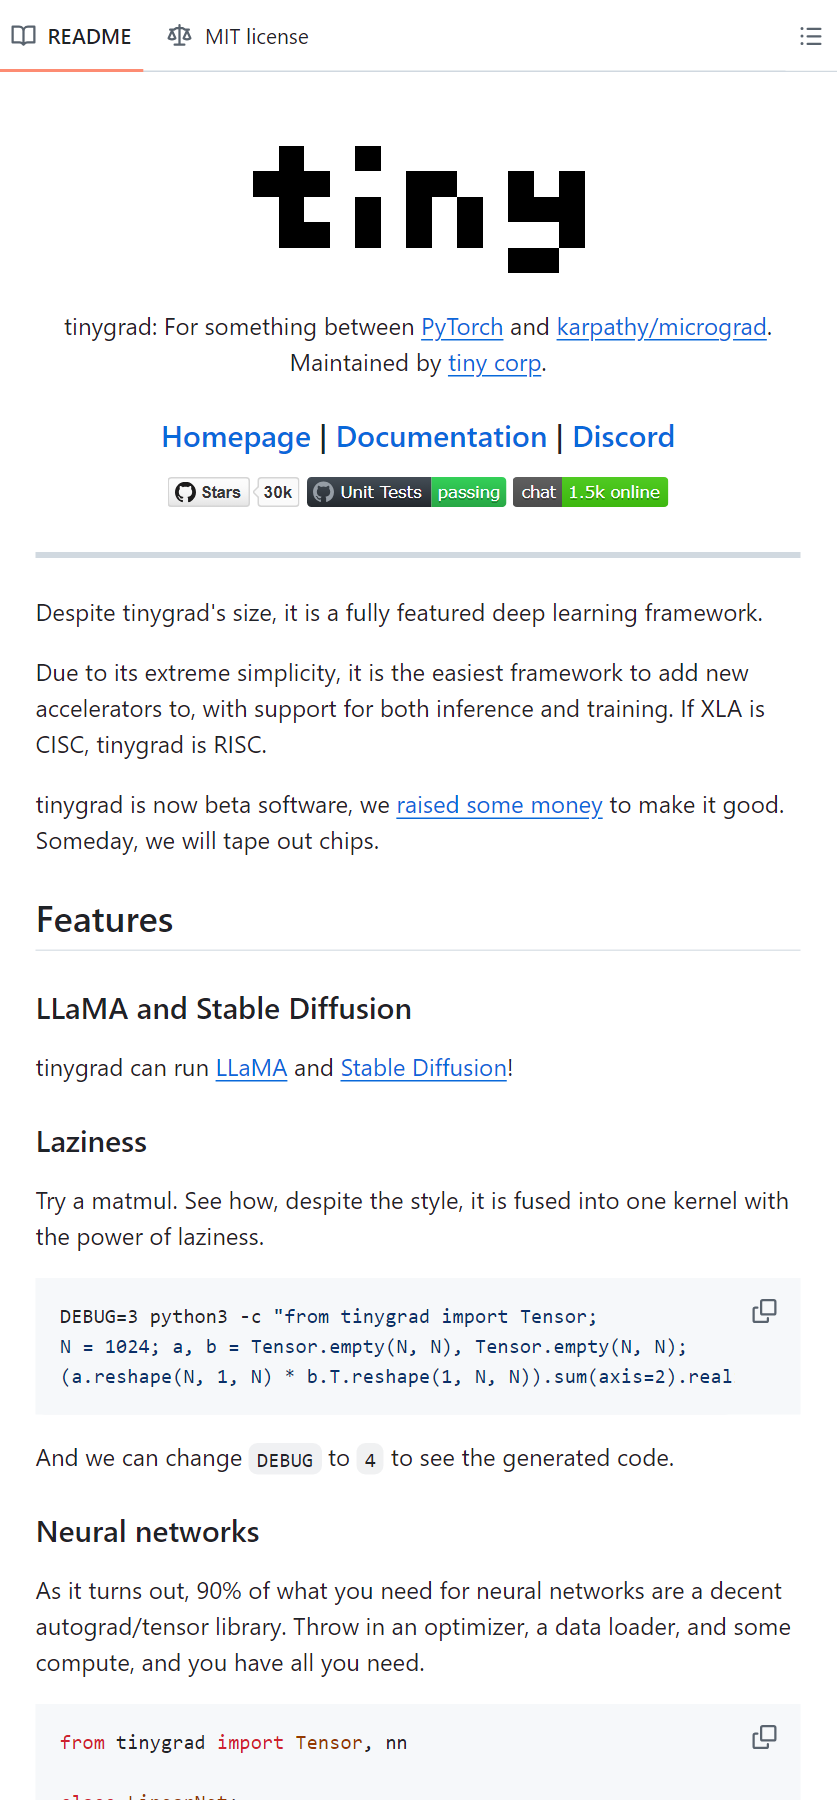 README MIT license
tiny
tinygrad: For something between PyTorch and karpathy/micrograd.
Maintained by tiny corp.
Homepage | Documentation | Discord
Stars 30k Unit Tests passing chat 1.5k online
Despite tinygrad's size, it is a fully featured deep learning framework.
Due to its extreme simplicity, it is the easiest framework to add new
accelerators to, with support for both inference and training. If XLA is
CISC, tinygrad is RISC.
tinygrad is now beta software, we raised some money to make it good.
Someday, we will tape out chips.
Features
LLaMA and Stable Diffusion
tinygrad can run LLaMA and Stable Diffusion!
Laziness
Try a matmul. See how, despite the style, it is fused into one kernel with
the power of laziness.
DEBUG=3 python3 -c "from tinygrad import Tensor;
N = 1024; a, b = Tensor.empty(N, N), Tensor.empty(N, N);
(a.reshape(N, 1, N) * b.T.reshape(1, N, N)).sum(axis=2).real
And we can change DEBUG to 4 to see the generated code.
Neural networks
As it turns out, 90% of what you need for neural networks are a decent
autograd/tensor library. Throw in an optimizer, a data loader, and some
compute, and you have all you need.
from tinygrad import Tensor, nn